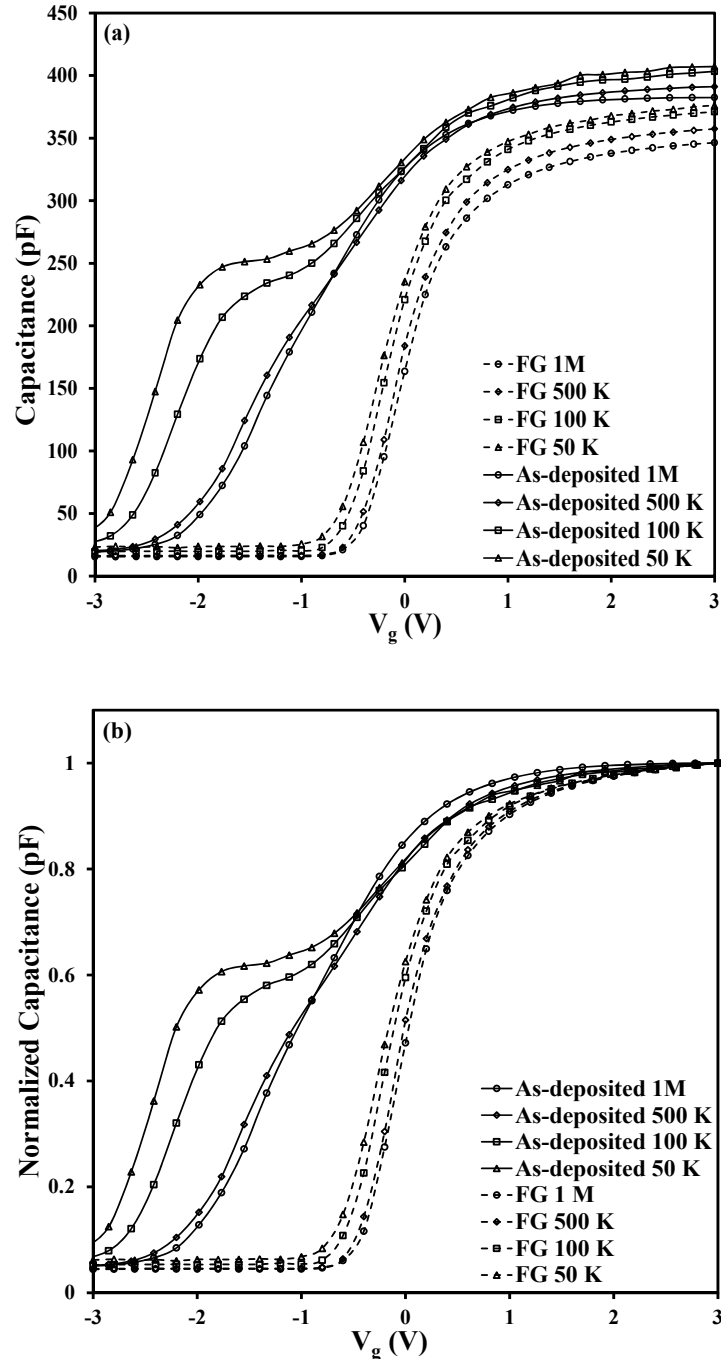 (a)
450
400
350
300
250
200
150
100
50
0
Capacitance (pF)
FG 1M
FG 500 K
FG 100 K
FG 50 K
As-deposited 1M
As-deposited 500 K
As-deposited 100 K
As-deposited 50 K
-3 -2 -1 0 1 2 3
Vg (V)
(b)
1
0.8
0.6
0.4
0.2
0
Normalized Capacitance (pF)
As-deposited 1M
As-deposited 500 K
As-deposited 100 K
As-deposited 50 K
FG 1 M
FG 500 K
FG 100 K
FG 50 K
-3 -2 -1 0 1 2 3
Vg (V)